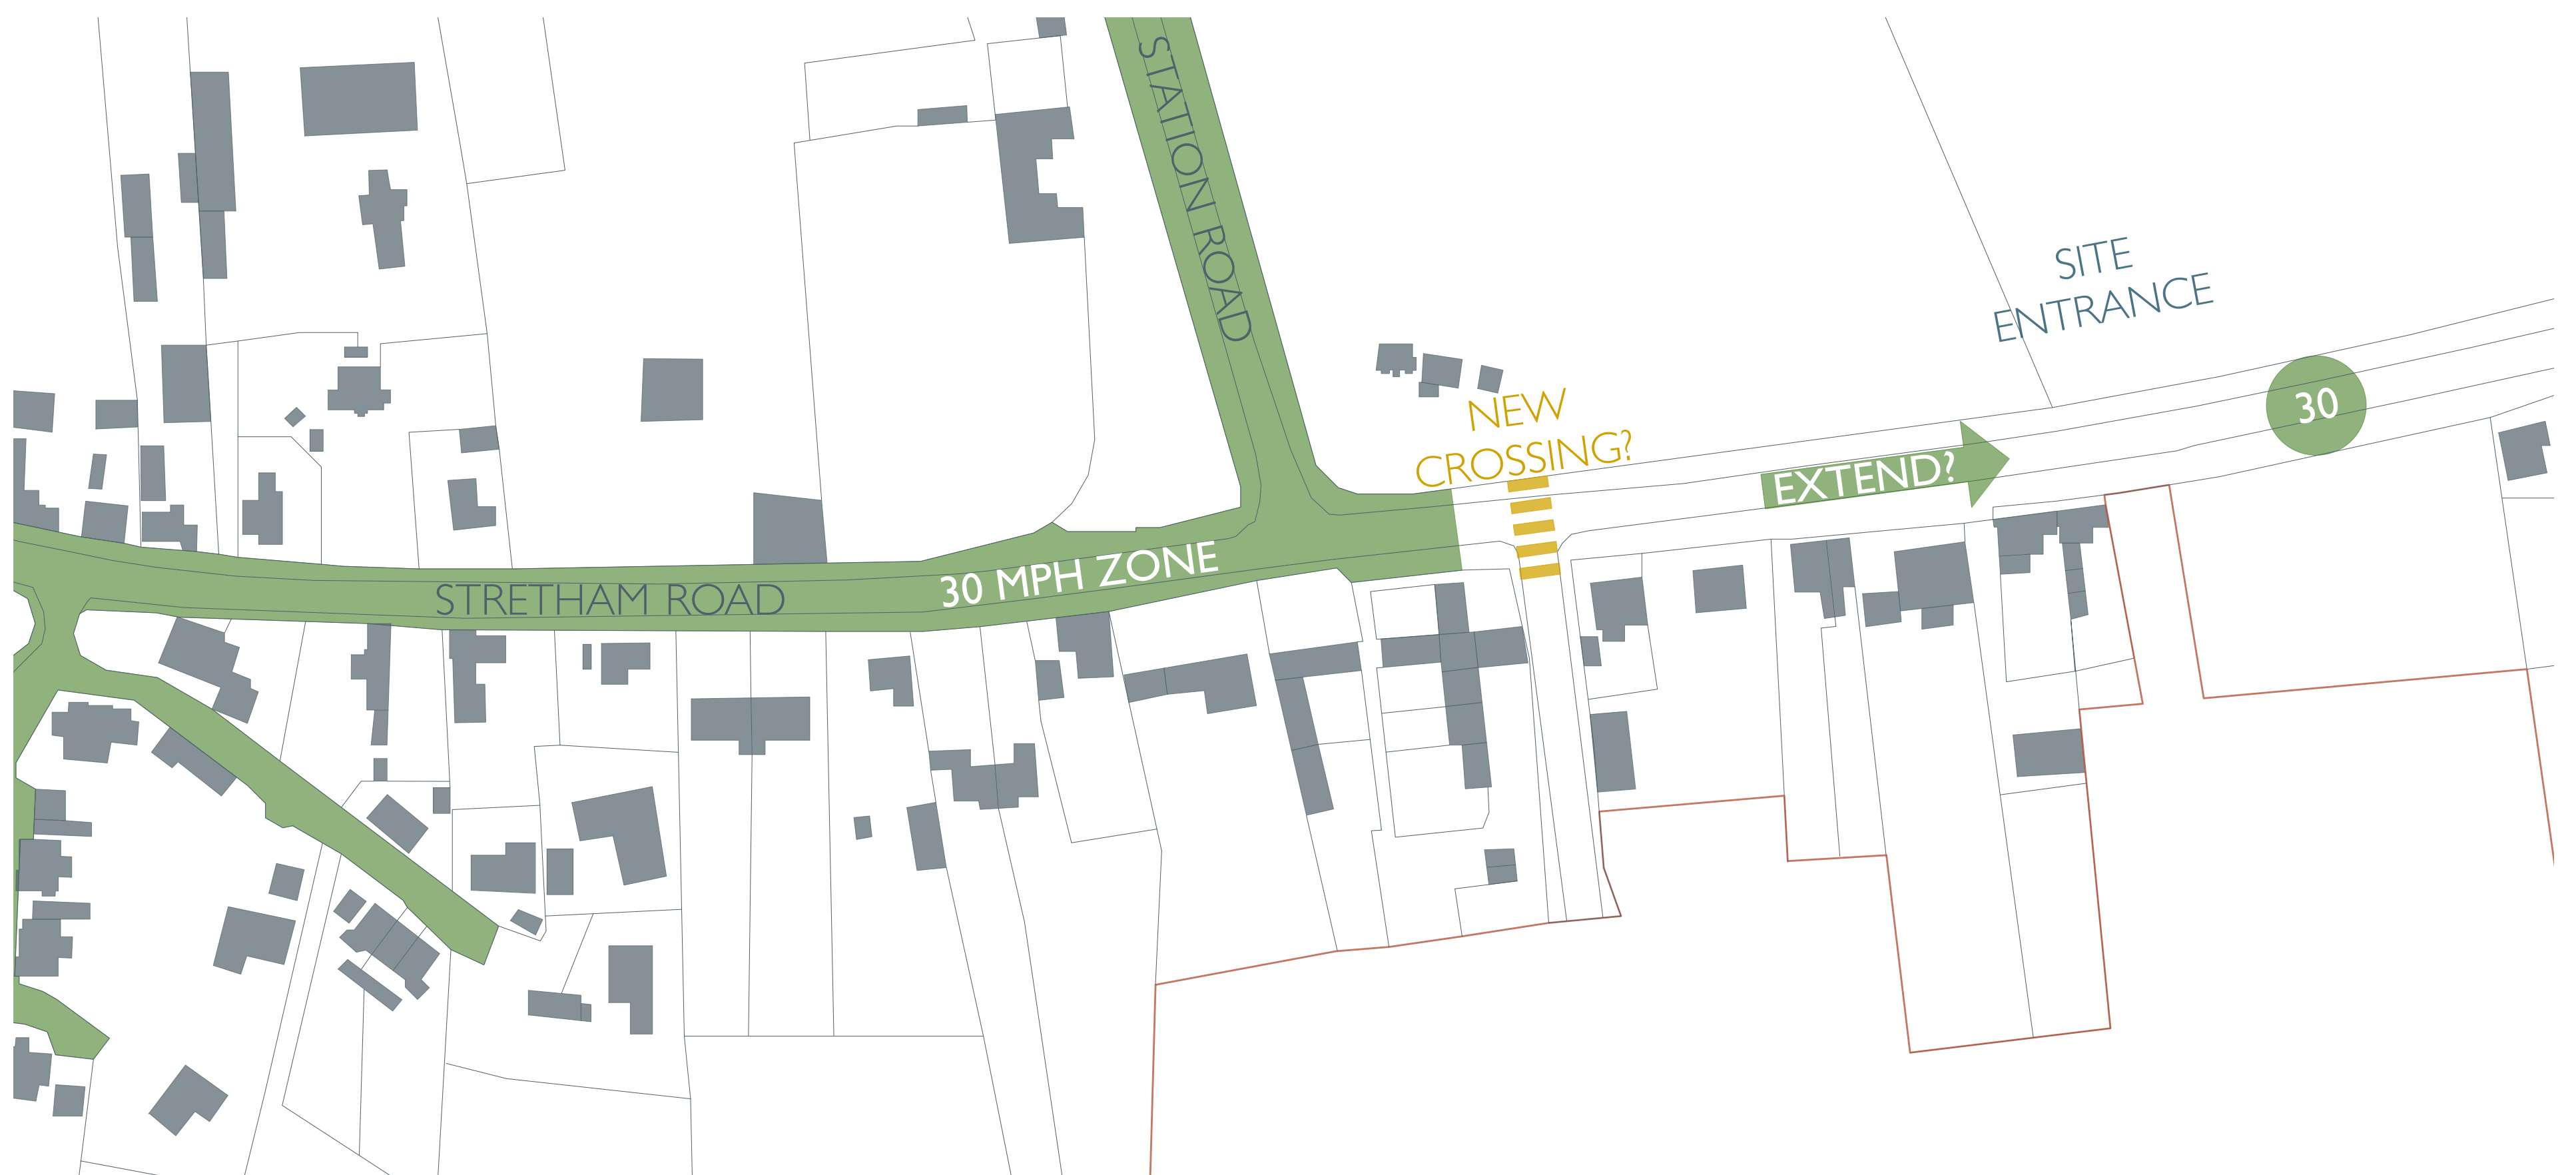 STATION ROAD
SITE
ENTRANCE
NEW
CROSSING?
30
EXTEND?
30 MPH ZONE
STRETHAM ROAD